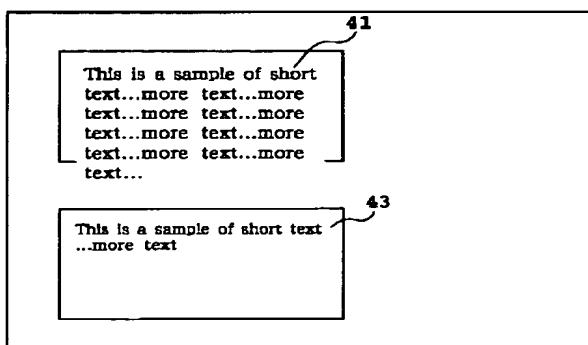 41
This is a sample of short
text...more text...more
text...more text...more
text...more text...more
text...more text...more
text...
43
This is a sample of short text
...more text